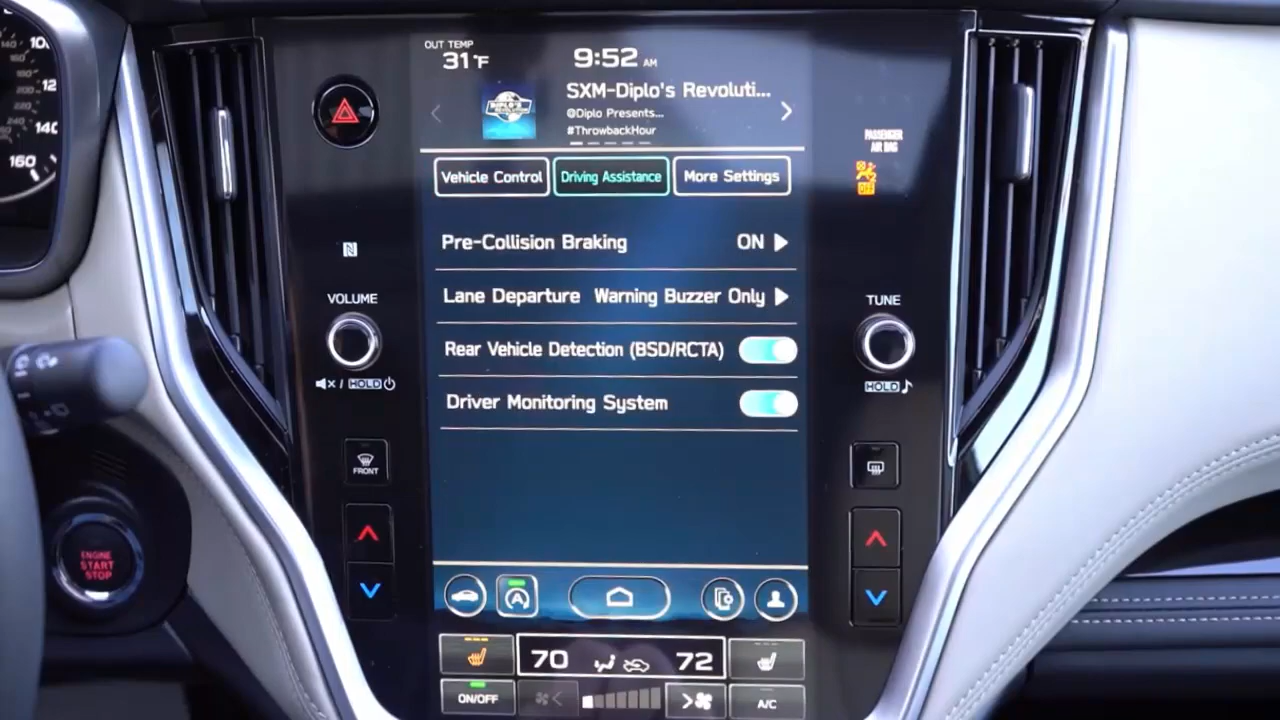 OUT TEMP
31°F
9:52 AM
SXM-Diplo's Revoluti...
@Diplo Presents...
#ThrowbackHour
DIPLO'S
REVOLUTION
PASSENGER
AIR BAG
OFF
Vehicle Control
Driving Assistance
More Settings
Pre-Collision Braking ON
Lane Departure Warning Buzzer Only
Rear Vehicle Detection (BSD/RCTA)
Driver Monitoring System
VOLUME
/ HOLD
TUNE
HOLD
FRONT
ENGINE
START
STOP
70
72
ON/OFF
A/C
100
140
160